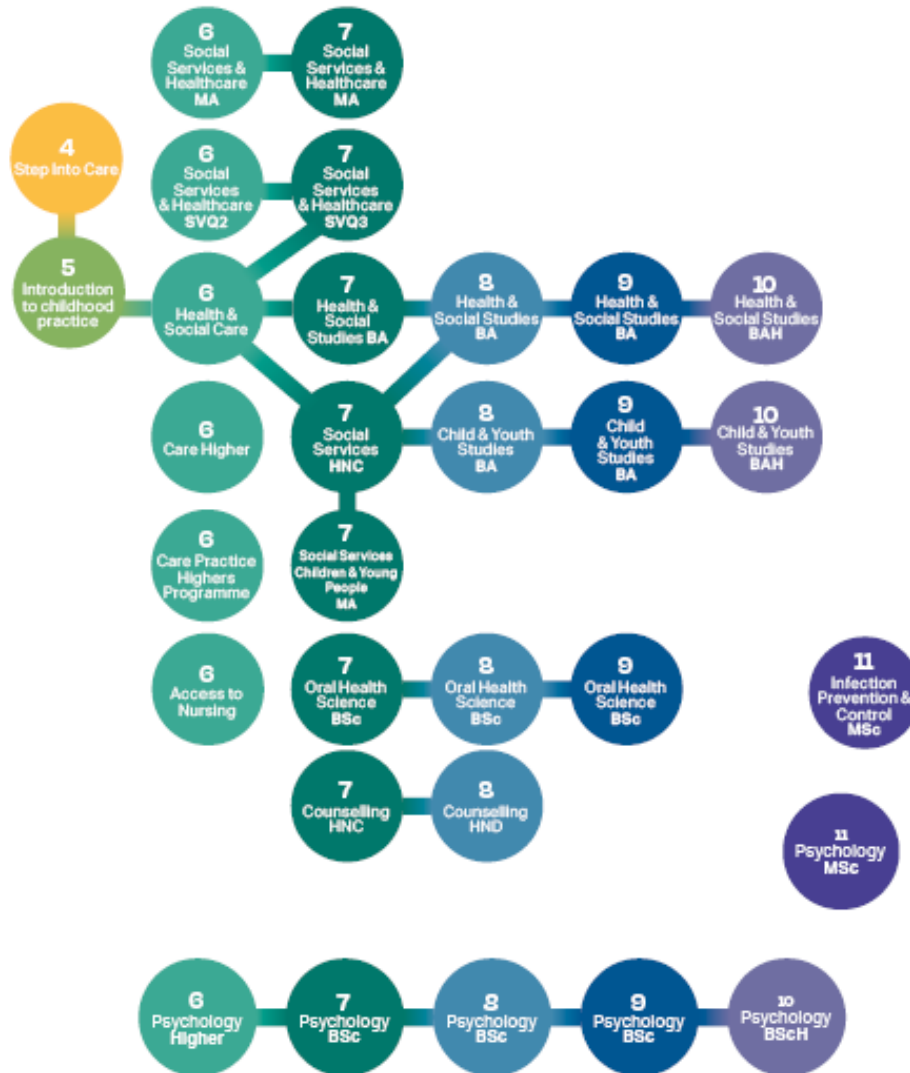 6
Social
Services &
Healthcare
MA
7
Social
Services &
Healthcare
MA
4
Step Into Care
6
Social
Services
& Healthcare
SVQ2
7
Social
Services
& Healthcare
SVQ3
5
Introduction
to childhood
practice
6
Health &
Social Care
7
Health &
Social
Studies BA
8
Health &
Social Studies
BA
9
Health &
Social Studies
BA
10
Health &
Social Studies
BAH
6
Care Higher
7
Social
Services
HNC
8
Child & Youth
Studies
BA
9
Child
& Youth
Studies
BA
10
Child & Youth
Studies
BAH
6
Care Practice
Highers
Programme
7
Social Services
Children & Young
People
MA
6
Access to
Nursing
7
Oral Health
Science
BSc
8
Oral Health
Science
BSc
9
Oral Health
Science
BSc
11
Infection
Prevention &
Control
MSc
7
Counselling
HNC
8
Counselling
HND
11
Psychology
MSc
6
Psychology
Higher
7
Psychology
BSc
8
Psychology
BSc
9
Psychology
BSc
10
Psychology
BScH